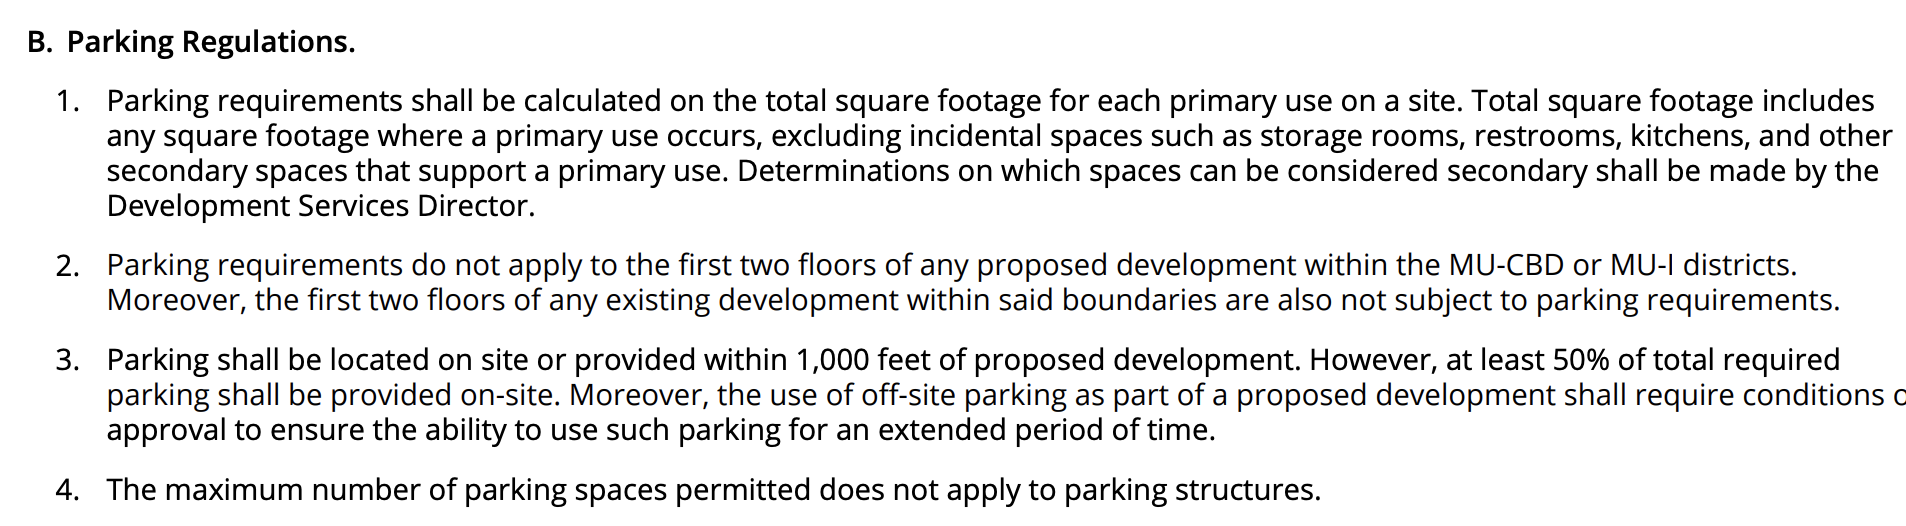 B. Parking Regulations.
1. Parking requirements shall be calculated on the total square footage for each primary use on a site. Total square footage includes
any square footage where a primary use occurs, excluding incidental spaces such as storage rooms, restrooms, kitchens, and other
secondary spaces that support a primary use. Determinations on which spaces can be considered secondary shall be made by the
Development Services Director.
2. Parking requirements do not apply to the first two floors of any proposed development within the MU-CBD or MU-I districts.
Moreover, the first two floors of any existing development within said boundaries are also not subject to parking requirements.
3. Parking shall be located on site or provided within 1,000 feet of proposed development. However, at least 50% of total required
parking shall be provided on-site. Moreover, the use of off-site parking as part of a proposed development shall require conditions
approval to ensure the ability to use such parking for an extended period of time.
4. The maximum number of parking spaces permitted does not apply to parking structures.